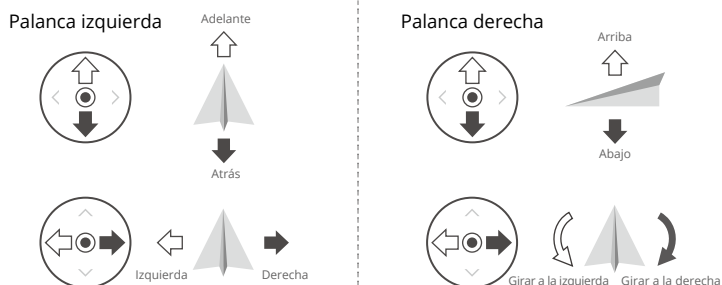 Palanca izquierda
Adelante
Atrás
Izquierda
Derecha
Palanca derecha
Arriba
Abajo
Girar a la izquierda
Girar a la derecha